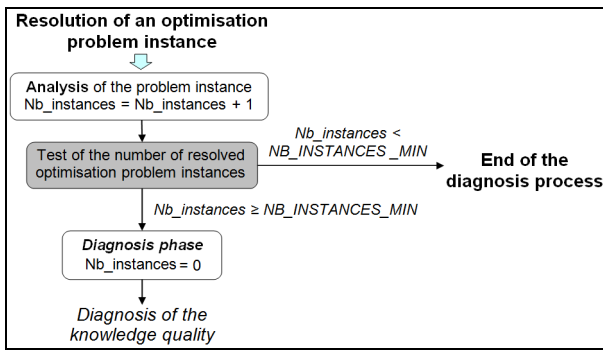 Resolution of an optimisation
problem instance
Analysis of the problem instance
Nb_instances = Nb_instances + 1
Test of the number of resolved
optimisation problem instances
Nb_instances <
NB_INSTANCES _MIN
End of the
diagnosis process
Nb_instances ≥ NB_INSTANCES_MIN
Diagnosis phase
Nb_instances = 0
Diagnosis of the
knowledge quality